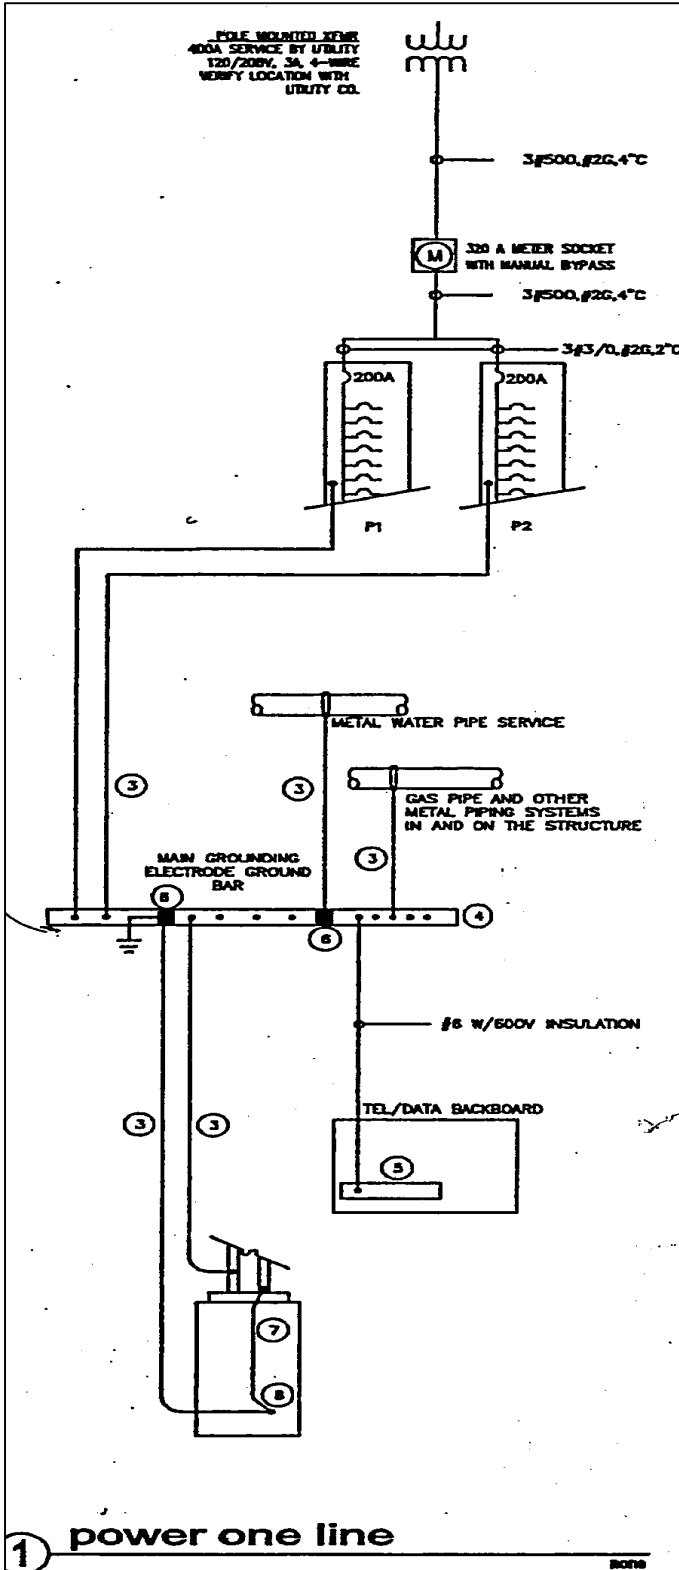 POLE MOUNTED XFMR
400A SERVICE BY UTILITY
120/208V, 3A, 4-WIRE
VERIFY LOCATION WITH
UTILITY CO.
3#500,#2G,4"C
M
320 A METER SOCKET
WITH MANUAL BYPASS
3#500,#2G,4"C
3#3/0,#2G,2"C
200A
200A
P1
P2
METAL WATER PIPE SERVICE
3
3
GAS PIPE AND OTHER
METAL PIPING SYSTEMS
IN AND ON THE STRUCTURE
3
MAIN GROUNDING
ELECTRODE GROUND
BAR
6
4
6
#6 W/600V INSULATION
TEL/DATA BACKBOARD
3
3
5
7
8
1
power one line
none